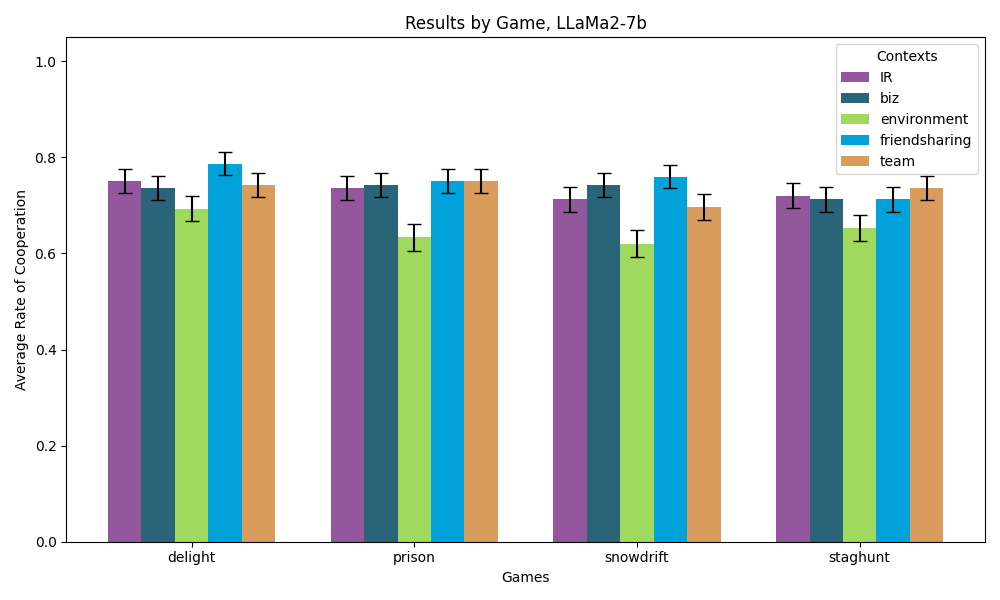 Results by Game, LLaMa2-7b
Average Rate of Cooperation
1.0
0.8
0.6
0.4
0.2
0.0
Contexts
IR
biz
environment
friendsharing
team
delight
prison
snowdrift
staghunt
Games